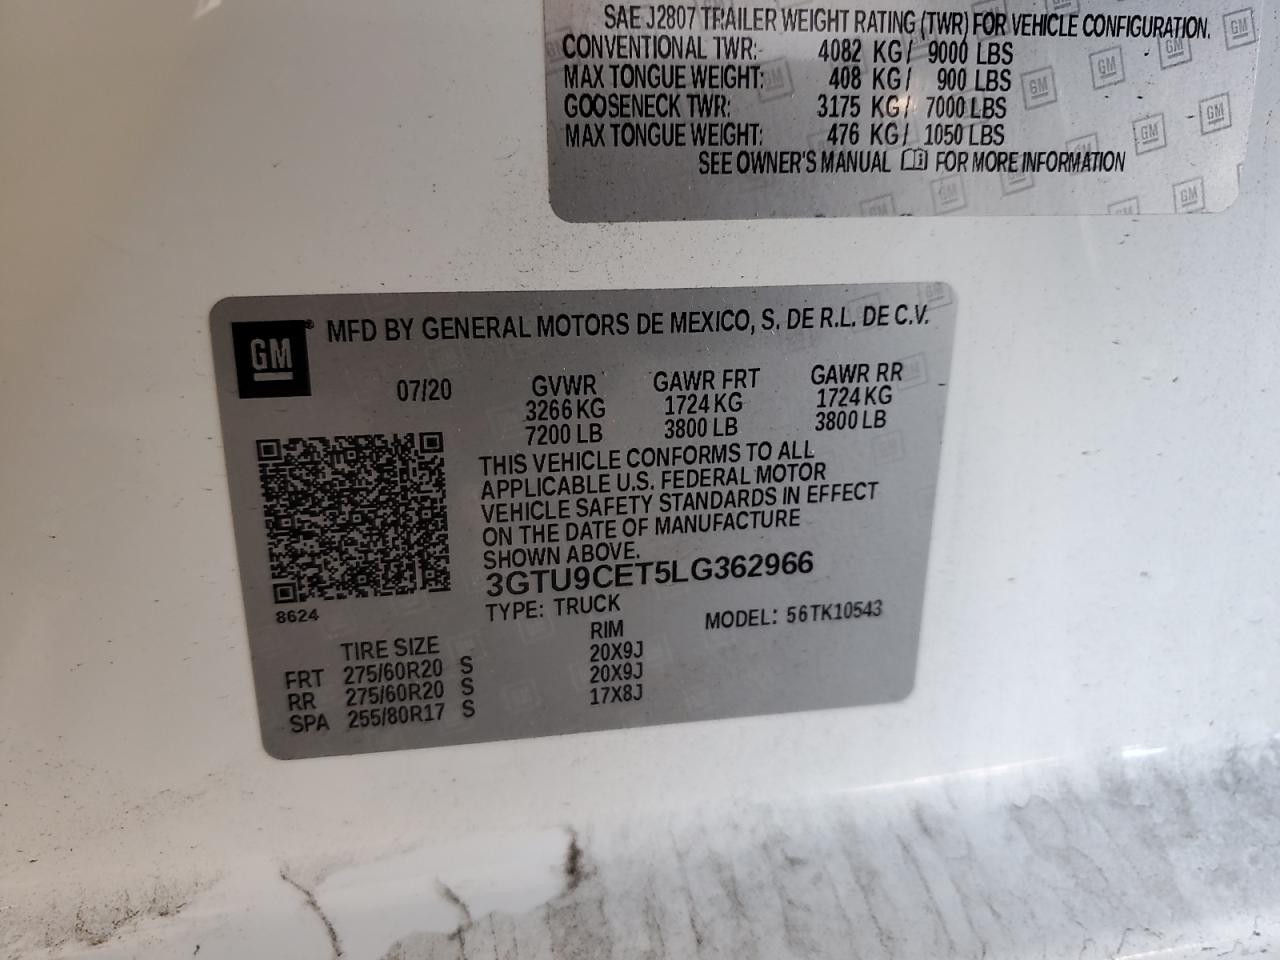 SAE J2807 TRAILER WEIGHT RATING (TWR) FOR VEHICLE CONFIGURATION.
CONVENTIONAL TWR: 4082 KG/ 9000 LBS
MAX TONGUE WEIGHT: 408 KG/ 900 LBS
GOOSENECK TWR: 3175 KG/ 7000 LBS
MAX TONGUE WEIGHT: 476 KG/ 1050 LBS
SEE OWNER'S MANUAL FOR MORE INFORMATION
GM® MFD BY GENERAL MOTORS DE MEXICO, S. DE R.L. DE C.V.
07/20 GVWR GAWR FRT GAWR RR
3266 KG 1724 KG 1724 KG
7200 LB 3800 LB 3800 LB
THIS VEHICLE CONFORMS TO ALL
APPLICABLE U.S. FEDERAL MOTOR
VEHICLE SAFETY STANDARDS IN EFFECT
ON THE DATE OF MANUFACTURE
SHOWN ABOVE.
3GTU9CET5LG362966
8624 TYPE: TRUCK MODEL: 56TK10543
TIRE SIZE RIM
FRT 275/60R20 S 20X9J
RR 275/60R20 S 20X9J
SPA 255/80R17 S 17X8J